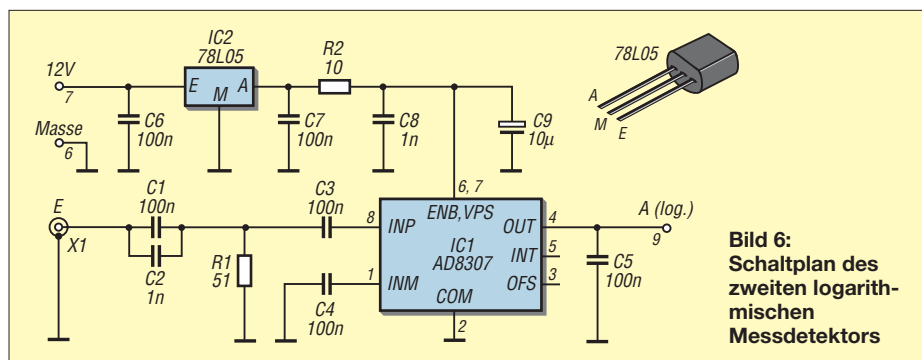 IC2
78L05
R2
10
78L05
12V
7
E
A
M
C6
100n
C7
100n
C8
1n
C9
10µ
A
M
E
Masse
6
6, 7
E
X1
C1
100n
C2
1n
R1
51
C3
100n
C4
100n
8
INP
ENB,VPS
OUT
4
IC1
AD8307
INT
5
1
INM
OFS
3
COM
2
A (log.)
9
C5
100n
Bild 6:
Schaltplan des
zweiten logarith-
mischen
Messdetektors